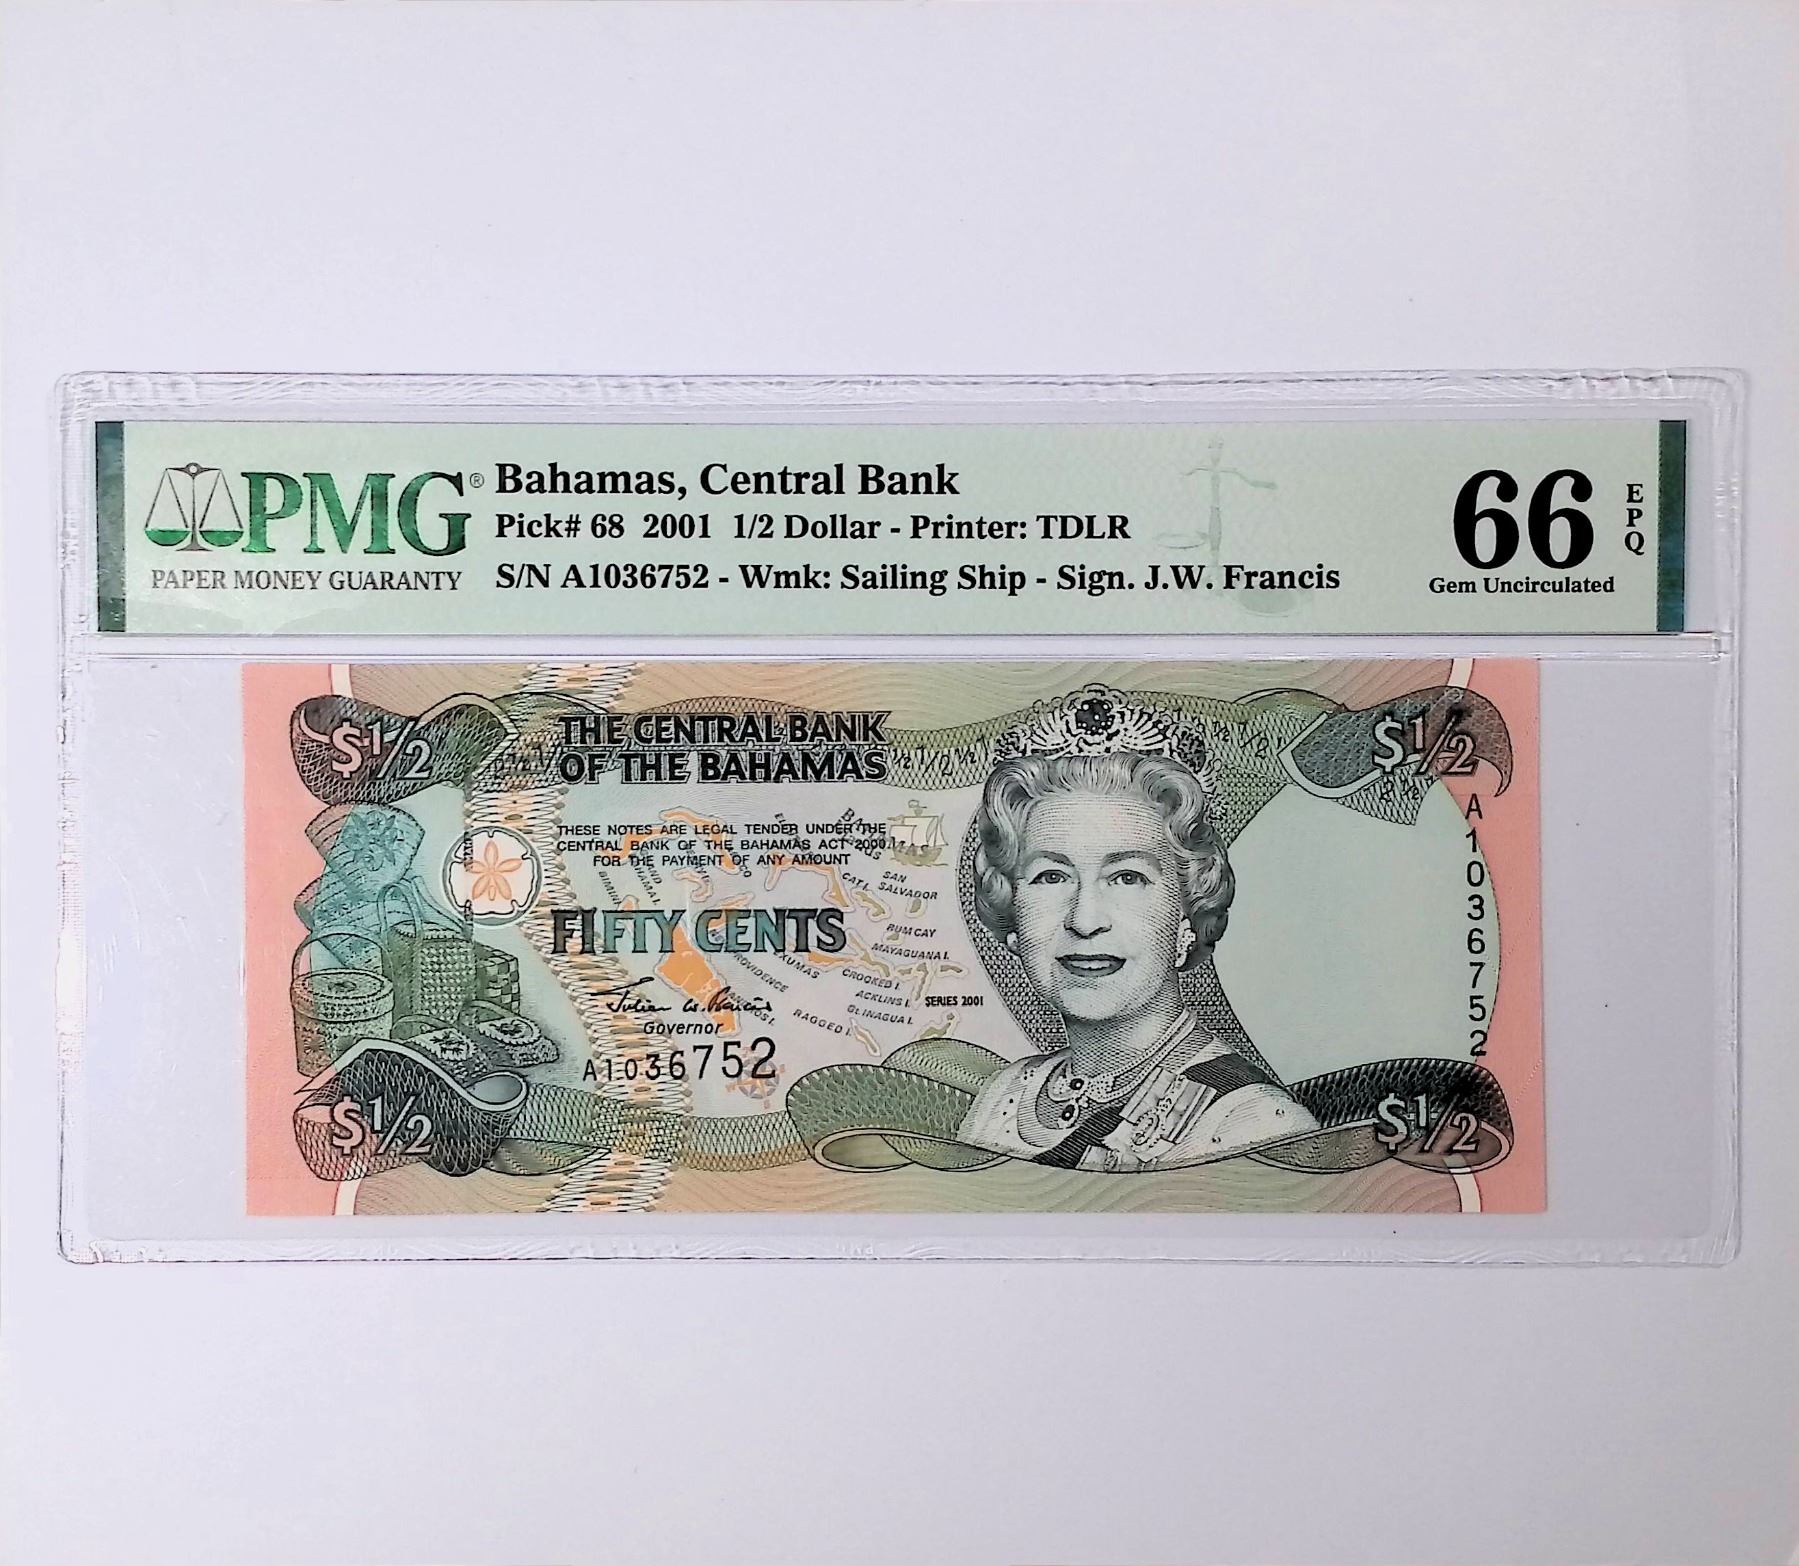 PMG®
PAPER MONEY GUARANTY
Bahamas, Central Bank
Pick# 68 2001 1/2 Dollar - Printer: TDLR
S/N A1036752 - Wmk: Sailing Ship - Sign. J.W. Francis
66
EPQ
Gem Uncirculated
$1/2
$1/2
THE CENTRAL BANK
OF THE BAHAMAS
THESE NOTES ARE LEGAL TENDER UNDER THE
CENTRAL BANK OF THE BAHAMAS ACT 2000
FOR THE PAYMENT OF ANY AMOUNT
SAN
SALVADOR
CAT I.
FIFTY CENTS
RUM CAY
MAYAGUANA I.
EXUMAS
CROOKED I.
ACKLINS I.
SERIES 2001
RAGGED I.
Governor
A1036752
A1036752
$1/2
$1/2